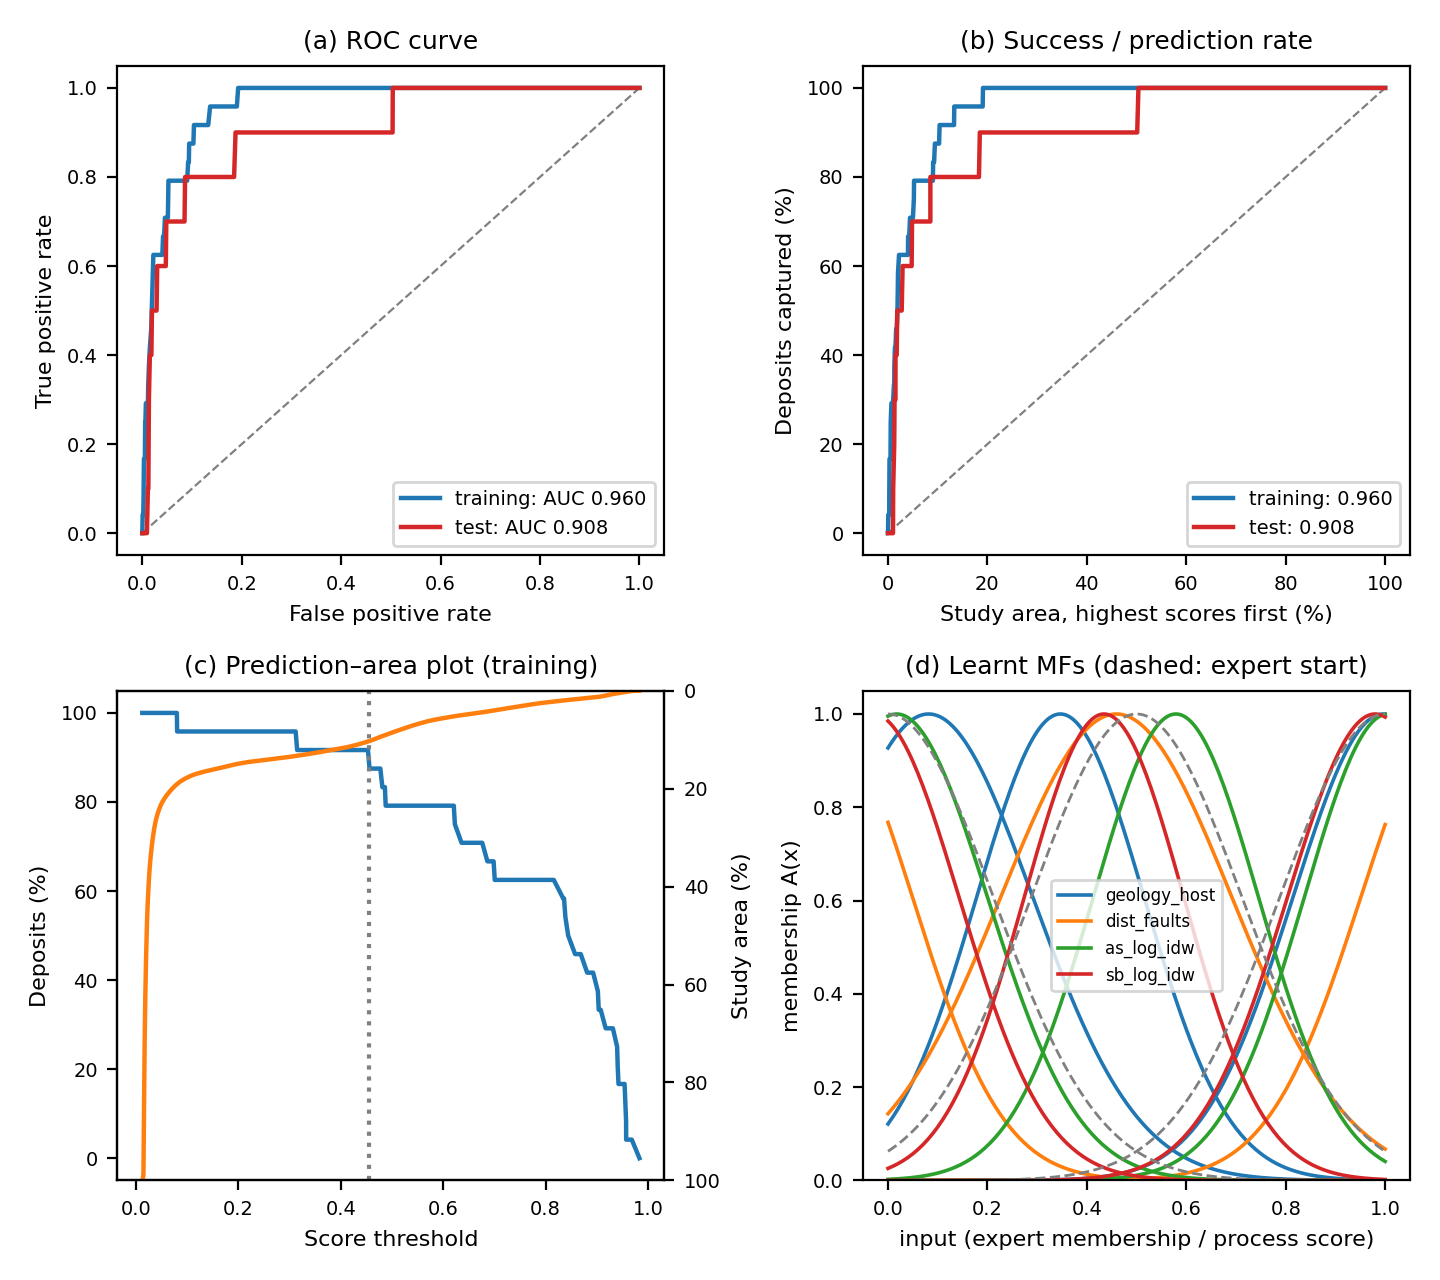 (a) ROC curve
True positive rate
1.0
0.8
0.6
0.4
0.2
0.0
training: AUC 0.960
test: AUC 0.908
0.0 0.2 0.4 0.6 0.8 1.0
False positive rate
(b) Success / prediction rate
Deposits captured (%)
100
80
60
40
20
0
training: 0.960
test: 0.908
0 20 40 60 80 100
Study area, highest scores first (%)
(c) Prediction–area plot (training)
Deposits (%)
100
80
60
40
20
0
0
20
40
60
80
100
Study area (%)
0.0 0.2 0.4 0.6 0.8 1.0
Score threshold
(d) Learnt MFs (dashed: expert start)
membership A(x)
1.0
0.8
0.6
0.4
0.2
0.0
geology_host
dist_faults
as_log_idw
sb_log_idw
0.0 0.2 0.4 0.6 0.8 1.0
input (expert membership / process score)